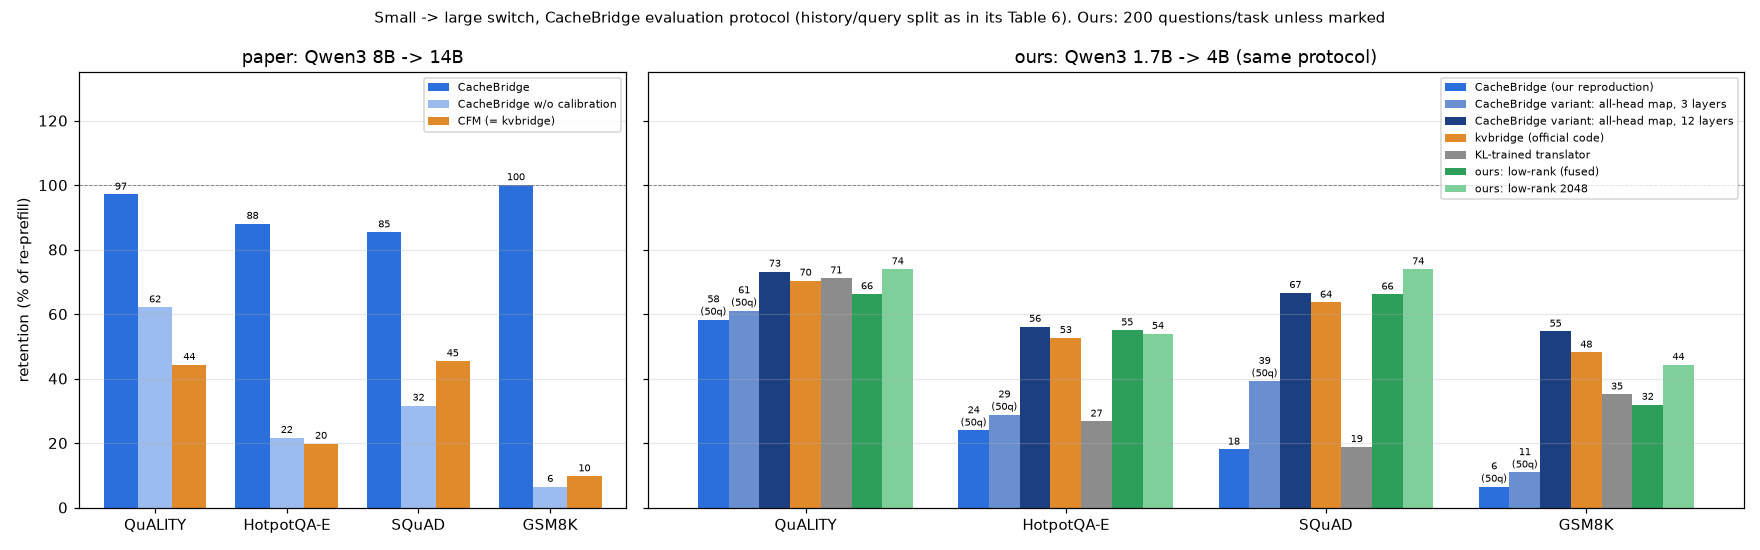 Small -> large switch, CacheBridge evaluation protocol (history/query split as in its Table 6). Ours: 200 questions/task unless marked
paper: Qwen3 8B -> 14B
CacheBridge
CacheBridge w/o calibration
CFM (= kvbridge)
retention (% of re-prefill)
120
100
80
60
40
20
0
97
62
44
88
22
20
85
32
45
100
6
10
QuALITY
HotpotQA-E
SQuAD
GSM8K
ours: Qwen3 1.7B -> 4B (same protocol)
CacheBridge (our reproduction)
CacheBridge variant: all-head map, 3 layers
CacheBridge variant: all-head map, 12 layers
kvbridge (official code)
KL-trained translator
ours: low-rank (fused)
ours: low-rank 2048
58
(50q)
61
(50q)
73
70
71
66
74
24
(50q)
29
(50q)
56
53
27
55
54
18
39
(50q)
67
64
19
66
74
6
(50q)
11
(50q)
55
48
35
32
44
QuALITY
HotpotQA-E
SQuAD
GSM8K